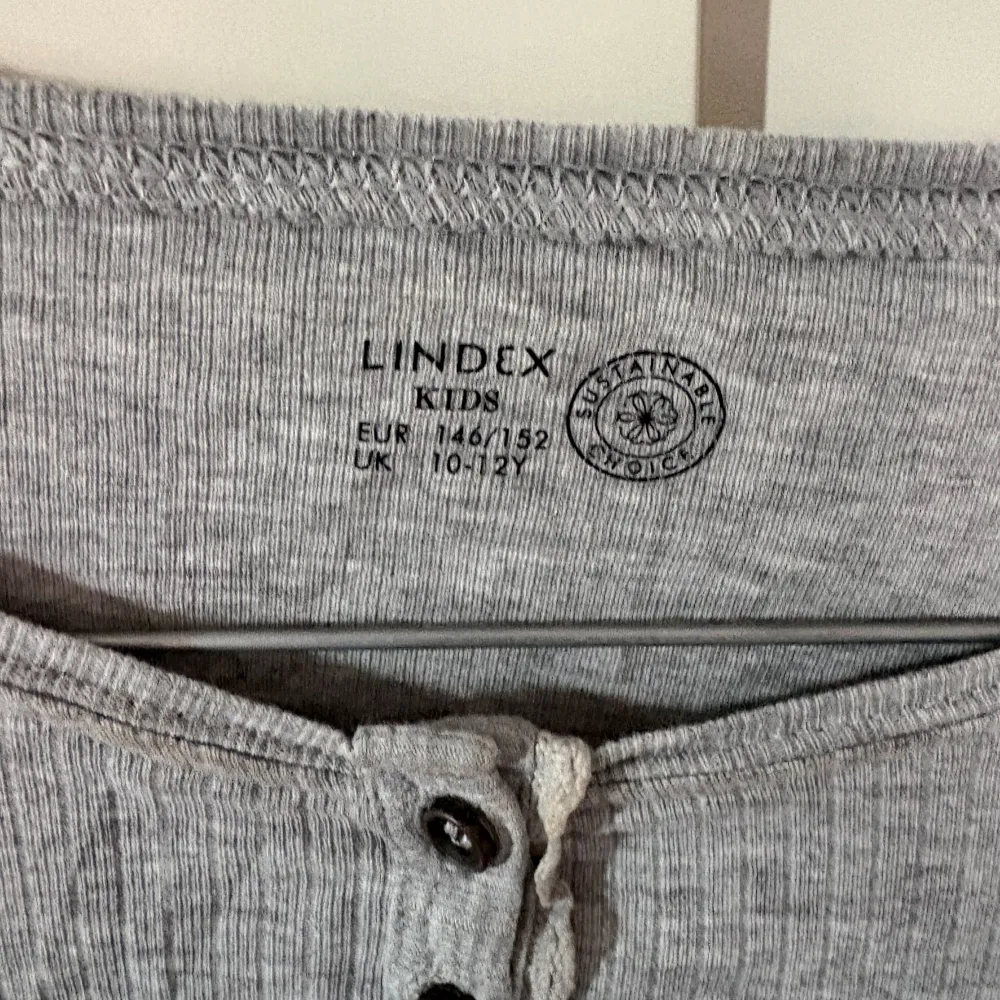 LINDEX
KIDS
EUR 146/152
UK 10-12Y
SUSTAINABLE
CHOICE